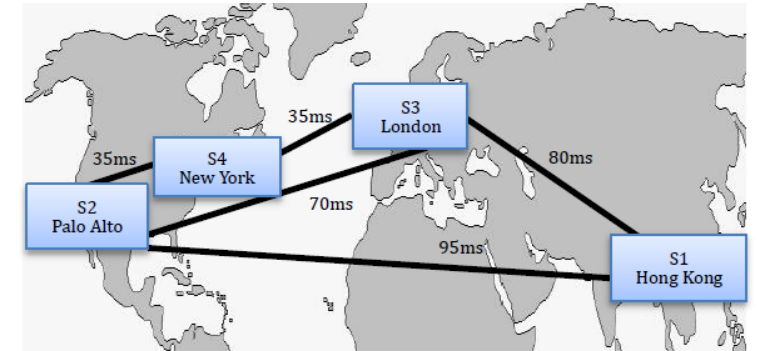 35ms
S3
London
35ms
S4
New York
80ms
S2
Palo Alto
70ms
95ms
S1
Hong Kong